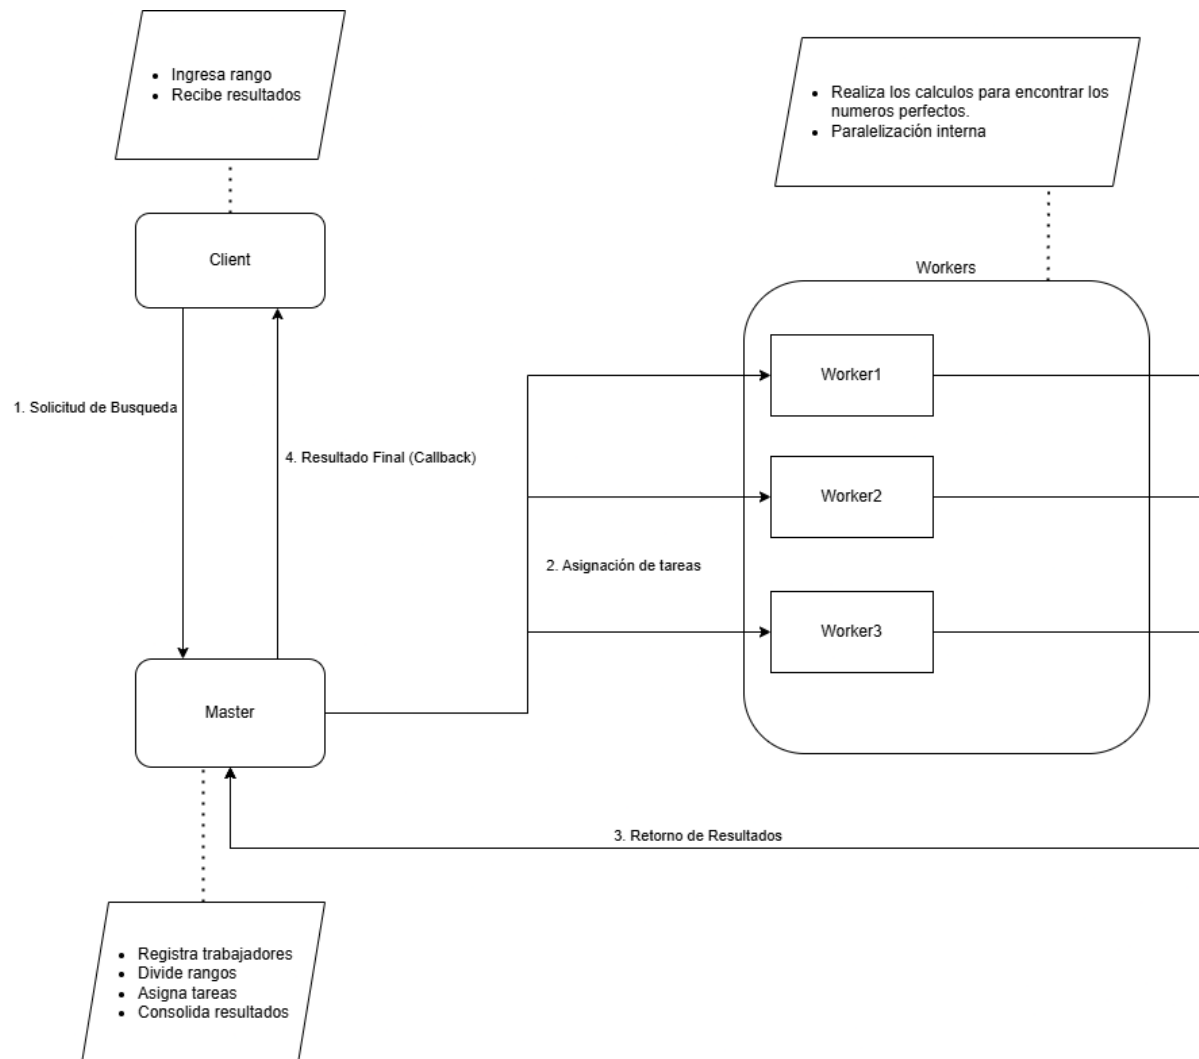 • Ingresa rango
• Recibe resultados
• Realiza los calculos para encontrar los
numeros perfectos.
• Paralelización interna
Client
Workers
Worker1
1. Solicitud de Busqueda
4. Resultado Final (Callback)
Worker2
2. Asignación de tareas
Worker3
Master
3. Retorno de Resultados
• Registra trabajadores
• Divide rangos
• Asigna tareas
• Consolida resultados